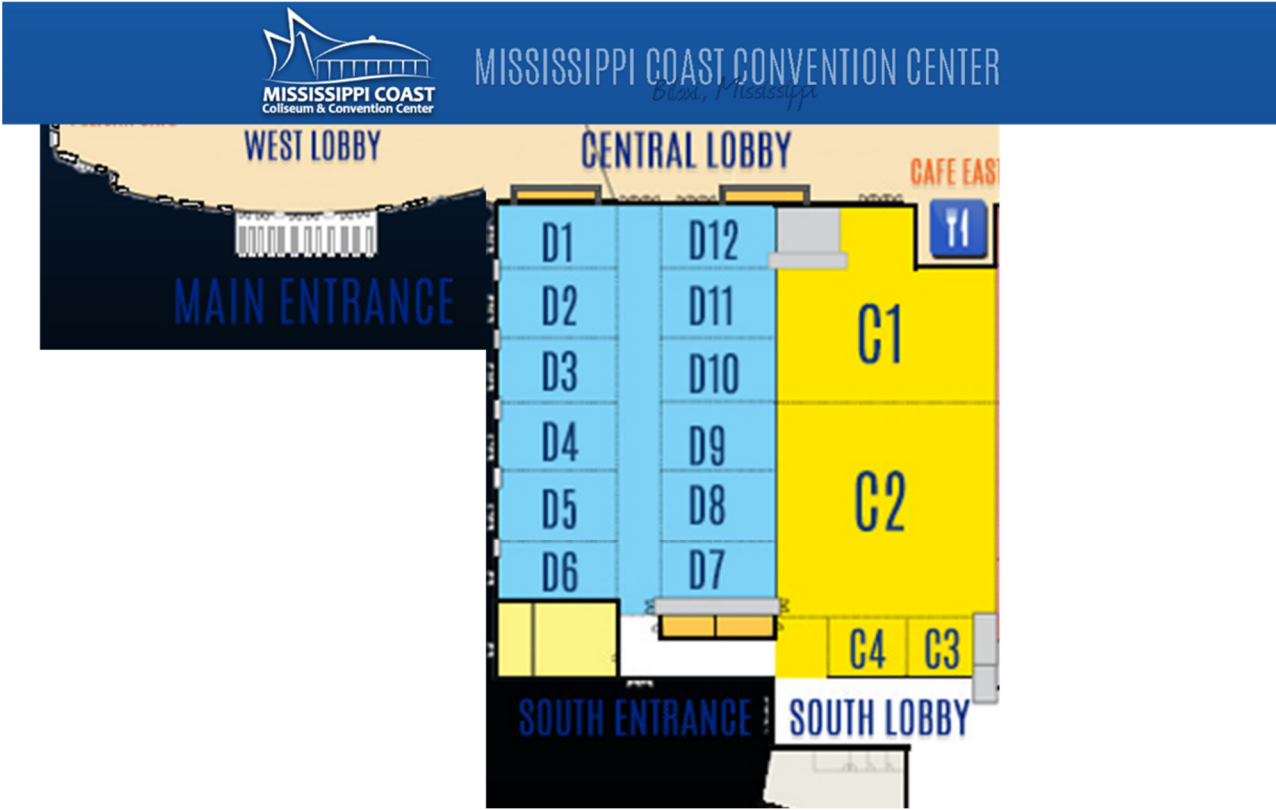 MISSISSIPPI COAST
Coliseum & Convention Center
MISSISSIPPI COAST CONVENTION CENTER
Biloxi, Mississippi
WEST LOBBY
CENTRAL LOBBY
CAFE EAS
MAIN ENTRANCE
D1
D12
D2
D11
C1
D3
D10
D4
D9
C2
D5
D8
D6
D7
C4
C3
SOUTH ENTRANCE
SOUTH LOBBY